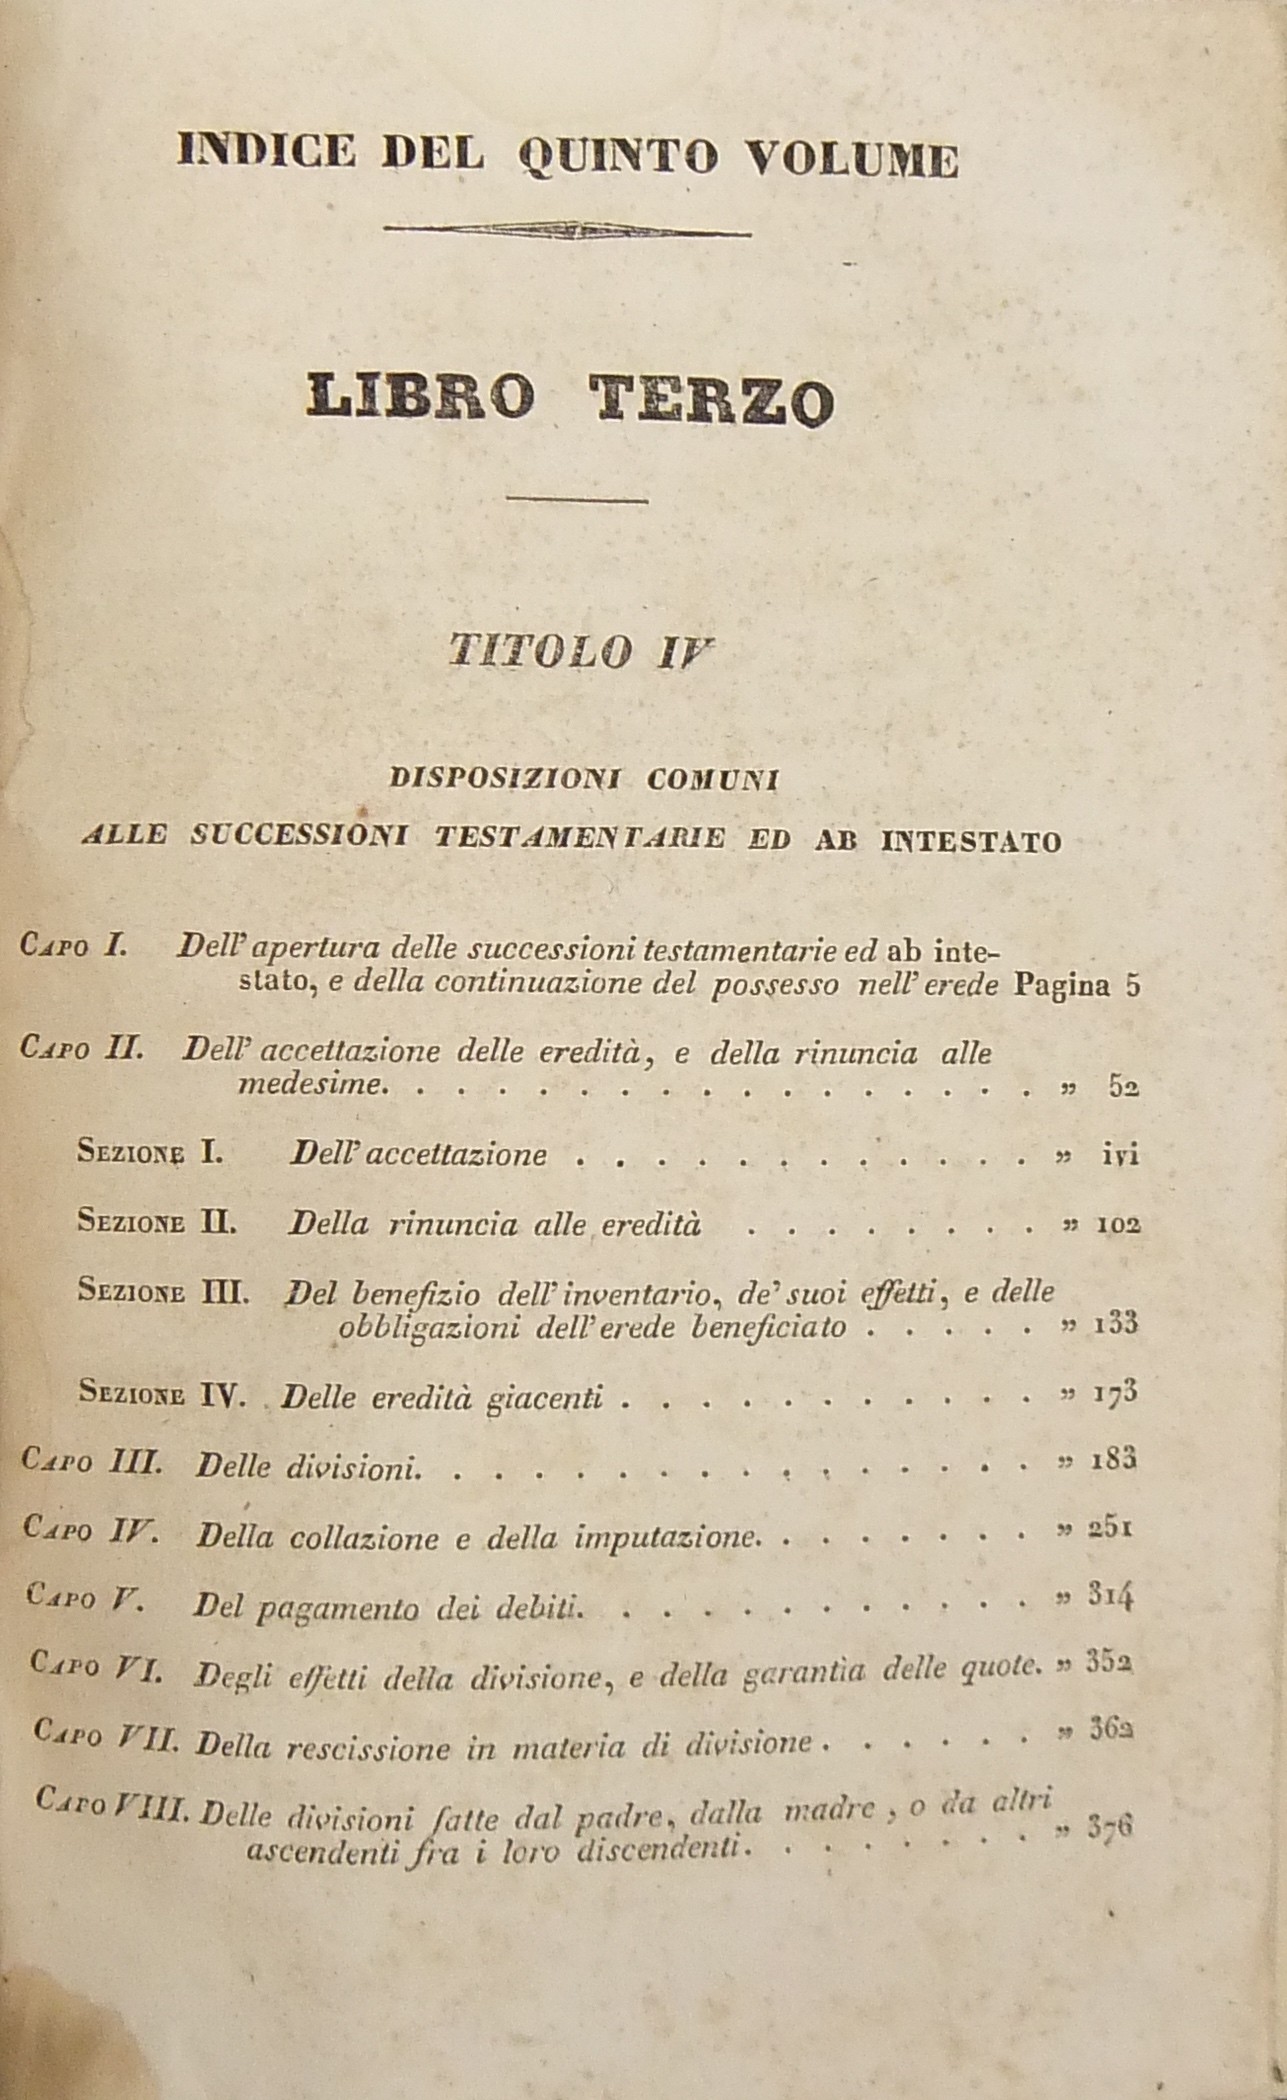 INDICE DEL QUINTO VOLUME
LIBRO TERZO
TITOLO IV
DISPOSIZIONI COMUNI
ALLE SUCCESSIONI TESTAMENTARIE ED AB INTESTATO
CAPO I. Dell' apertura delle successioni testamentarie ed ab inte-
stato, e della continuazione del possesso nell' erede Pagina 5
CAPO II. Dell' accettazione delle eredità, e della rinuncia alle
medesime. . . . . . . . . . . . . . . . . . „ 52
SEZIONE I. Dell' accettazione . . . . . . . . . . . . „ ivi
SEZIONE II. Della rinuncia alle eredità . . . . . . . . „ 102
SEZIONE III. Del benefizio dell' inventario, de' suoi effetti, e delle
obbligazioni dell' erede beneficiato . . . . . „ 133
SEZIONE IV. Delle eredità giacenti . . . . . . . . . . . „ 173
CAPO III. Delle divisioni. . . . . . . . . . . . . . . . „ 183
CAPO IV. Della collazione e della imputazione. . . . . . . . „ 251
CAPO V. Del pagamento dei debiti. . . . . . . . . . . . „ 314
CAPO VI. Degli effetti della divisione, e della garantìa delle quote. „ 352
CAPO VII. Della rescissione in materia di divisione . . . . . . „ 362
CAPO VIII. Delle divisioni fatte dal padre, dalla madre, o da altri
ascendenti fra i loro discendenti. . . . . . . . „ 376